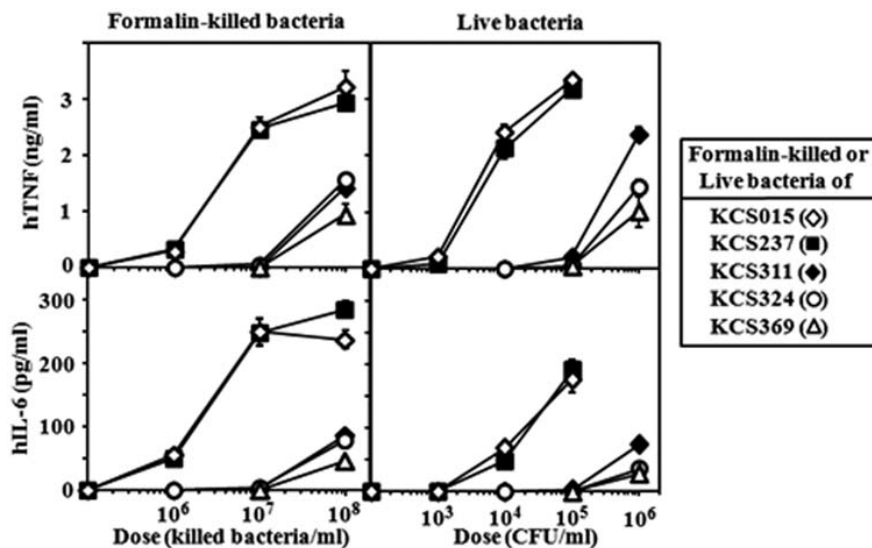 Formalin-killed bacteria Live bacteria
hTNF (ng/ml)
3
2
1
0
hIL-6 (pg/ml)
300
200
100
0
10⁶ 10⁷ 10⁸
10³ 10⁴ 10⁵ 10⁶
Dose (killed bacteria/ml) Dose (CFU/ml)
Formalin-killed or
Live bacteria of
KCS015 (◇)
KCS237 (■)
KCS311 (◆)
KCS324 (○)
KCS369 (△)